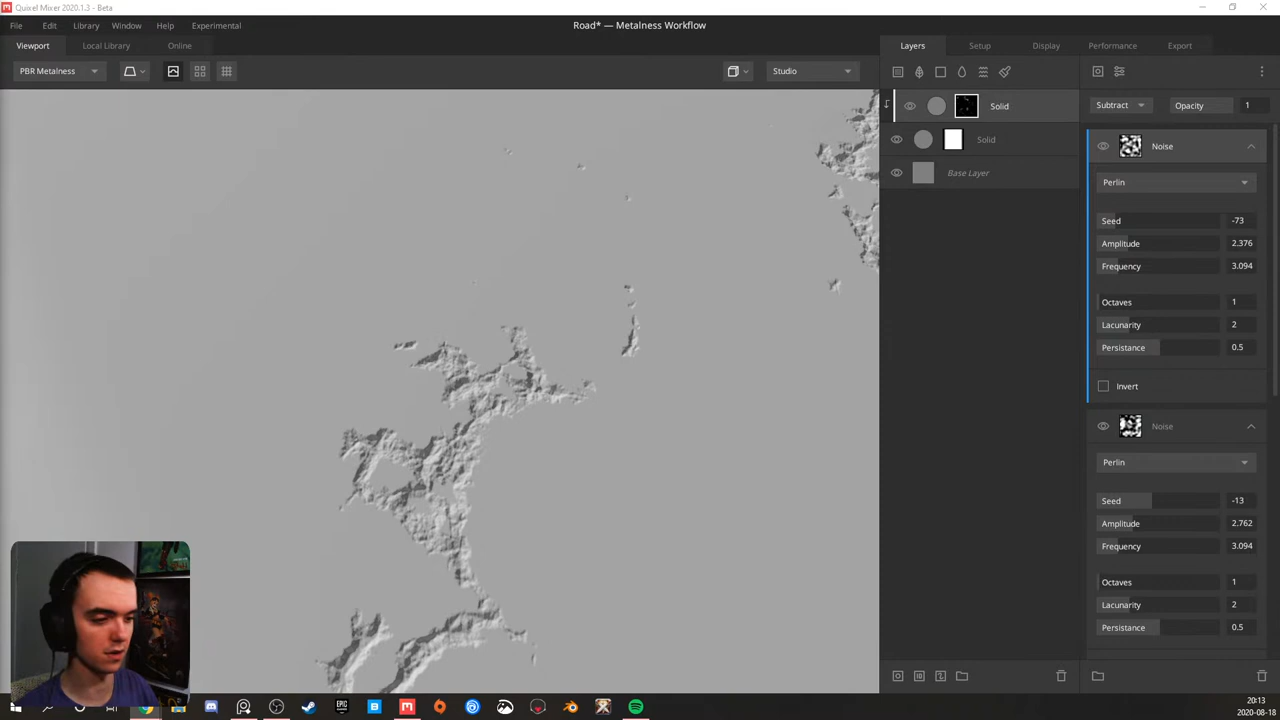 Quixel Mixer 2020.1.3 - Beta
File Edit Library Window Help Experimental
Road* — Metalness Workflow
Viewport Local Library Online
Layers Setup Display Performance Export
PBR Metalness
Studio
Solid
Subtract Opacity 1
Solid
Noise
Base Layer
Perlin
Seed -73
Amplitude 2.376
Frequency 3.094
Octaves 1
Lacunarity 2
Persistance 0.5
Invert
Noise
Perlin
Seed -13
Amplitude 2.762
Frequency 3.094
Octaves 1
Lacunarity 2
Persistance 0.5
EPIC
20:13
2020-08-18